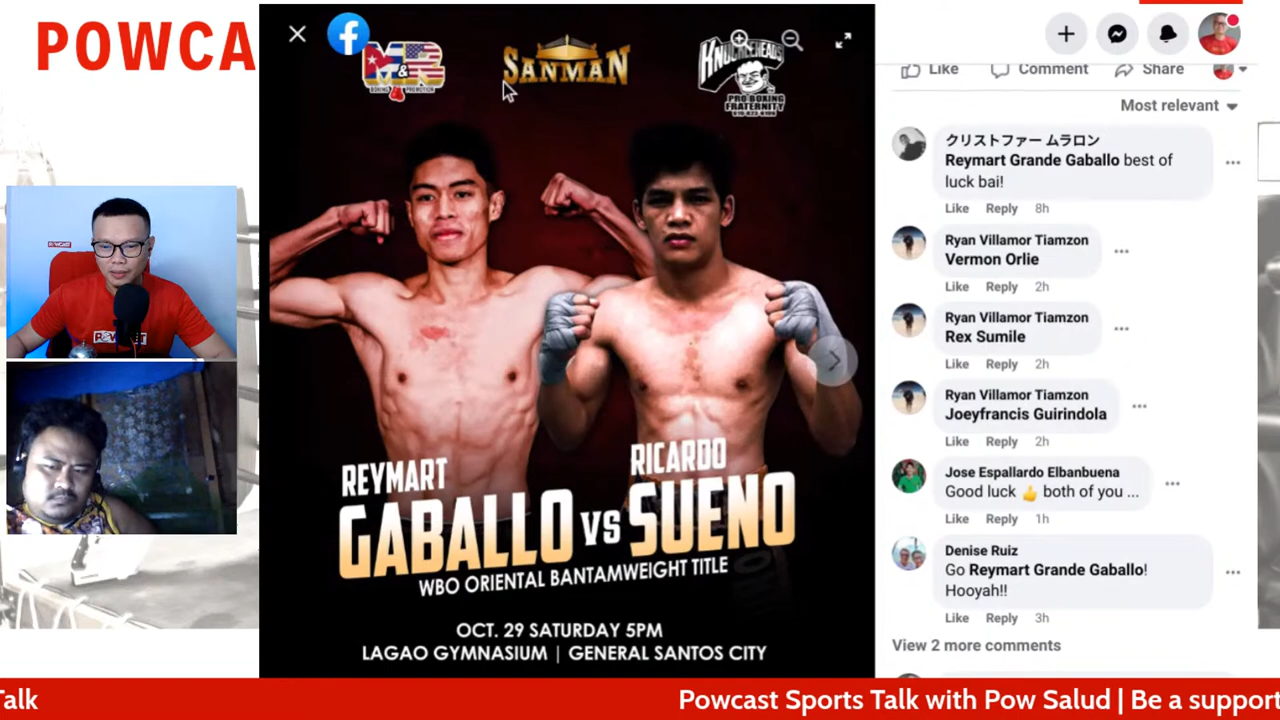 POWCA
M&R
BOXING PROMOTION
SANMAN
KNUCKLEHEADS
PRO BOXING
FRATERNITY
REYMART
GABALLO
VS
RICARDO
SUENO
WBO ORIENTAL BANTAMWEIGHT TITLE
OCT. 29 SATURDAY 5PM
LAGAO GYMNASIUM | GENERAL SANTOS CITY
Like
Comment
Share
Most relevant
クリストファー ムラロン
Reymart Grande Gaballo best of
luck bai!
Like Reply 8h
Ryan Villamor Tiamzon
Vermon Orlie
Like Reply 2h
Ryan Villamor Tiamzon
Rex Sumile
Like Reply 2h
Ryan Villamor Tiamzon
Joeyfrancis Guirindola
Like Reply 2h
Jose Espallardo Elbanbuena
Good luck 👍 both of you ...
Like Reply 1h
Denise Ruiz
Go Reymart Grande Gaballo!
Hooyah!!
Like Reply 3h
View 2 more comments
Talk
Powcast Sports Talk with Pow Salud | Be a support